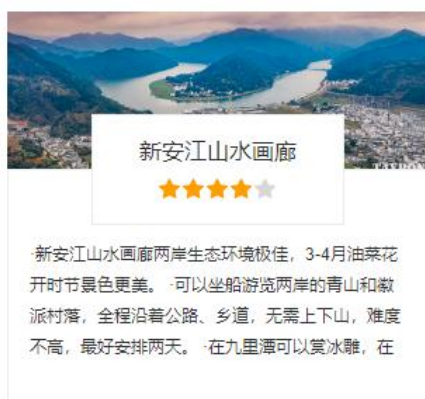 新安江山水画廊
·新安江山水画廊两岸生态环境极佳，3-4月油菜花
开时节景色更美。 ·可以坐船游览两岸的青山和徽
派村落，全程沿着公路、乡道，无需上下山，难度
不高，最好安排两天。 ·在九里潭可以赏冰雕，在